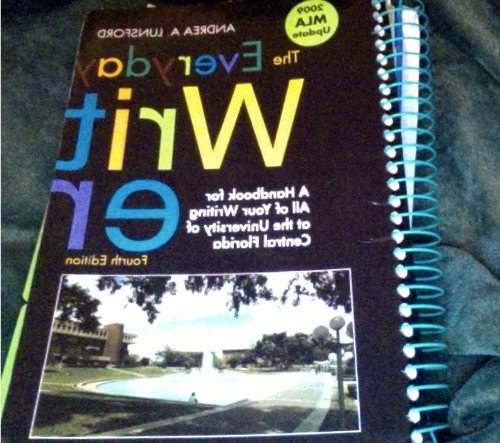 ANDREA A. LUNSFORD
2009
MLA
Update
The Everyday
Writ
er
A Handbook for
All of Your Writing
at the University of
Central Florida
Fourth Edition